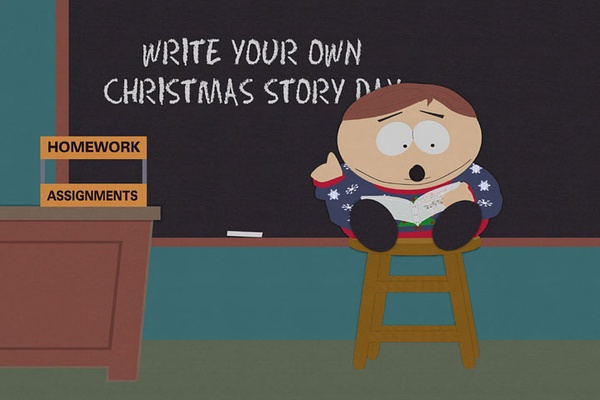 WRITE YOUR OWN
CHRISTMAS STORY DAY
HOMEWORK
ASSIGNMENTS